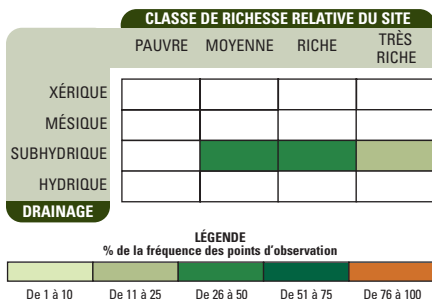 CLASSE DE RICHESSE RELATIVE DU SITE
PAUVRE MOYENNE RICHE TRÈS RICHE
XÉRIQUE
MÉSIQUE
SUBHYDRIQUE
HYDRIQUE
DRAINAGE
LÉGENDE
% de la fréquence des points d'observation
De 1 à 10 De 11 à 25 De 26 à 50 De 51 à 75 De 76 à 100